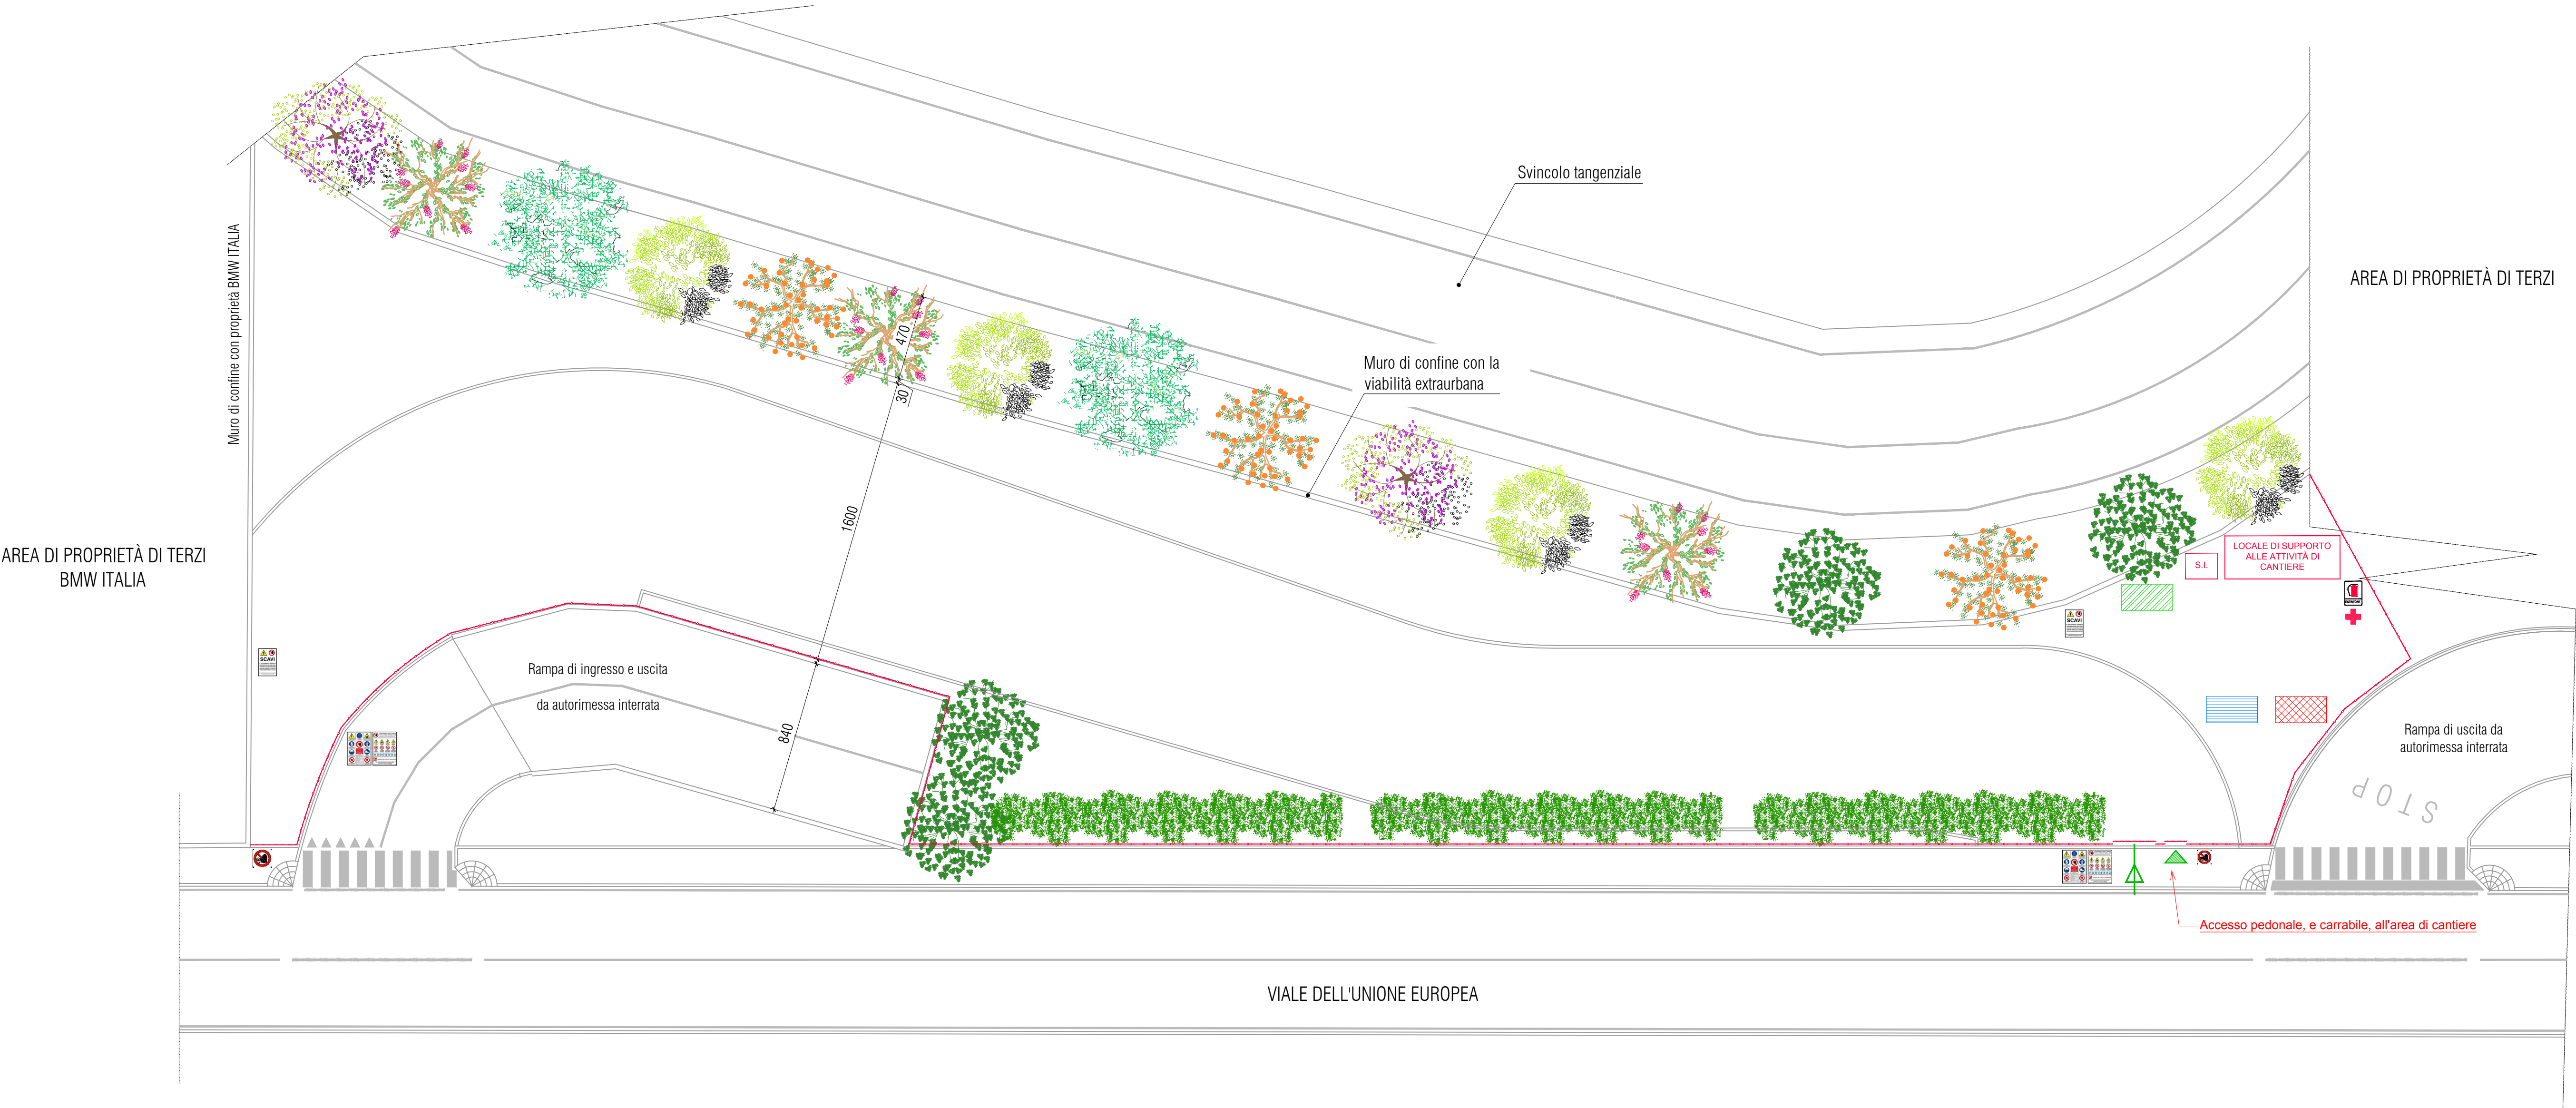 Svincolo tangenziale
AREA DI PROPRIETÀ DI TERZI
Muro di confine con proprietà BMW ITALIA
470
30
Muro di confine con la
viabilità extraurbana
1600
AREA DI PROPRIETÀ DI TERZI
BMW ITALIA
LOCALE DI SUPPORTO
ALLE ATTIVITÀ DI
CANTIERE
S.I.
ESTINTORE
SCAVI
SCAVI
Rampa di ingresso e uscita
da autorimessa interrata
840
Rampa di uscita da
autorimessa interrata
STOP
Accesso pedonale, e carrabile, all'area di cantiere
VIALE DELL'UNIONE EUROPEA